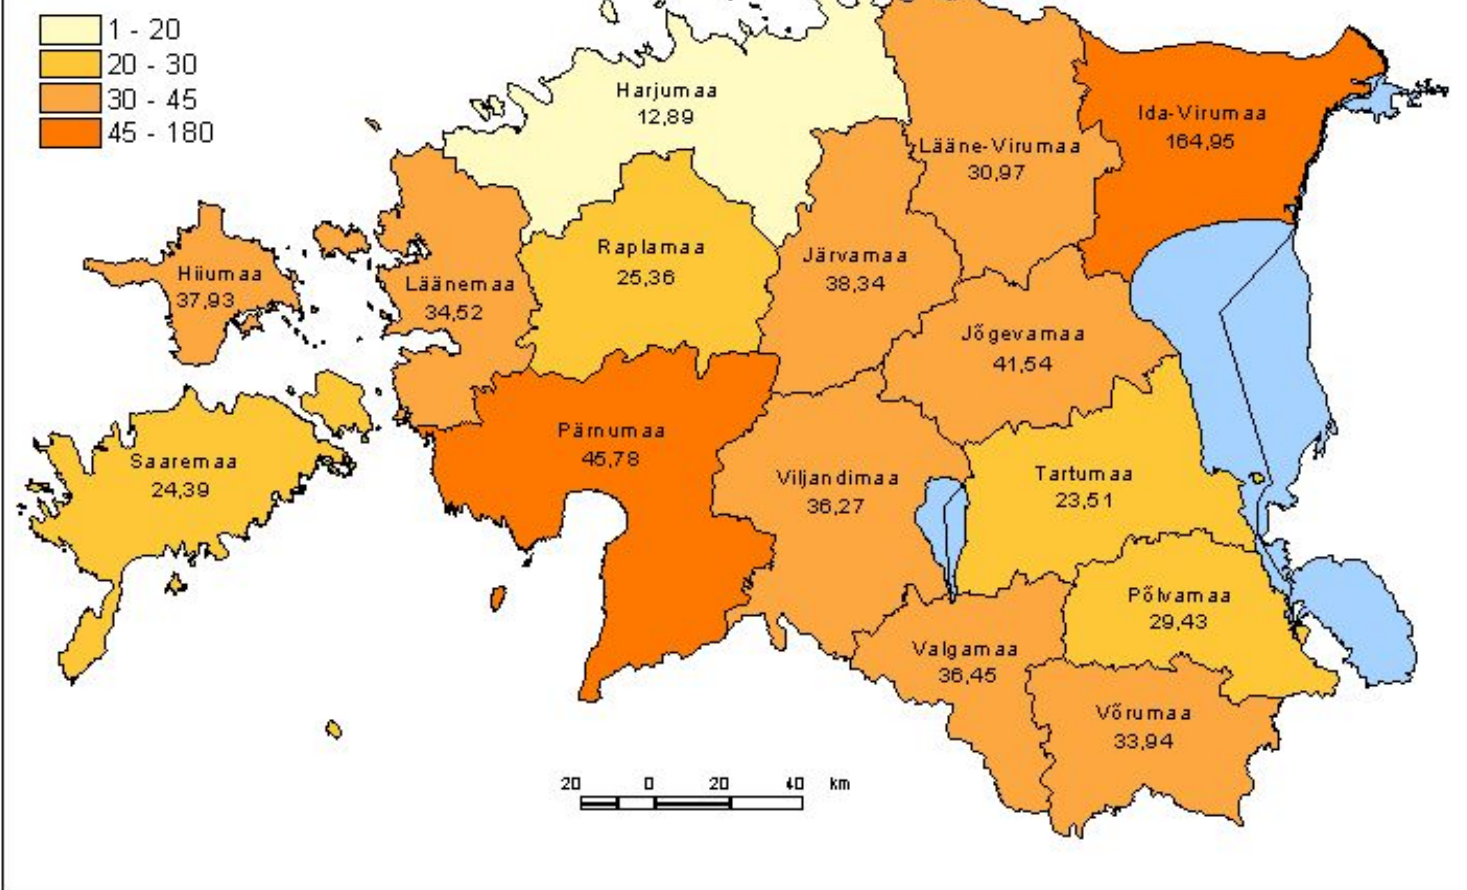 1 - 20
20 - 30
30 - 45
45 - 180
Harjumaa
12,89
Ida-Virumaa
164,95
Lääne-Virumaa
30,97
Raplamaa
25,36
Järvamaa
38,34
Hiiumaa
37,93
Läänemaa
34,52
Jõgevamaa
41,54
Pärnumaa
45,78
Saaremaa
24,39
Viljandimaa
36,27
Tartumaa
23,51
Põlvamaa
29,43
Valgamaa
36,45
Võrumaa
33,94
20 0 20 40 km